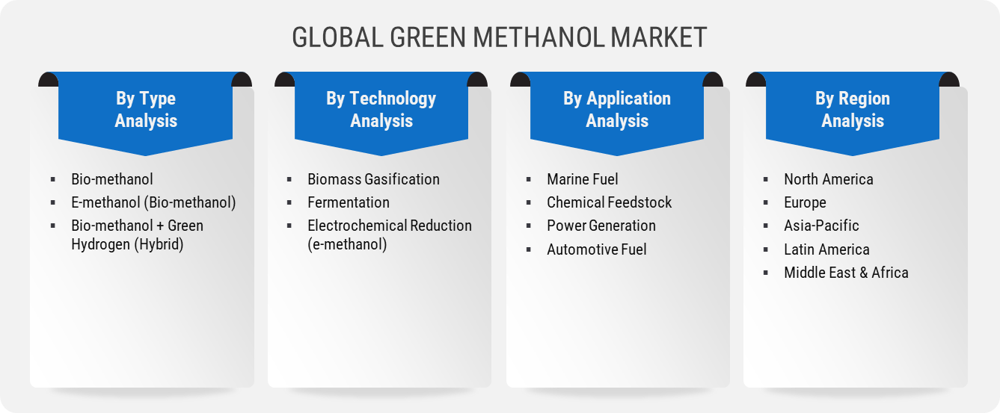 GLOBAL GREEN METHANOL MARKET
By Type
Analysis
Bio-methanol
E-methanol (Bio-methanol)
Bio-methanol + Green
Hydrogen (Hybrid)
By Technology
Analysis
Biomass Gasification
Fermentation
Electrochemical Reduction
(e-methanol)
By Application
Analysis
Marine Fuel
Chemical Feedstock
Power Generation
Automotive Fuel
By Region
Analysis
North America
Europe
Asia-Pacific
Latin America
Middle East & Africa